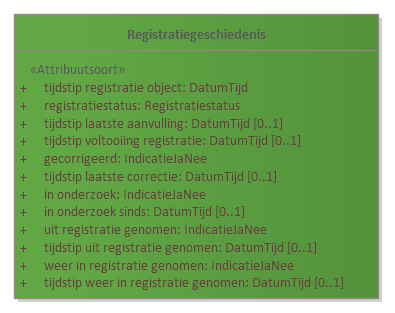 Registratiegeschiedenis
«Attribuutsoort»
+ tijdstip registratie object: DatumTijd
+ registratiestatus: Registratiestatus
+ tijdstip laatste aanvulling: DatumTijd [0..1]
+ tijdstip voltooiing registratie: DatumTijd [0..1]
+ gecorrigeerd: IndicatieJaNee
+ tijdstip laatste correctie: DatumTijd [0..1]
+ in onderzoek: IndicatieJaNee
+ in onderzoek sinds: DatumTijd [0..1]
+ uit registratie genomen: IndicatieJaNee
+ tijdstip uit registratie genomen: DatumTijd [0..1]
+ weer in registratie genomen: IndicatieJaNee
+ tijdstip weer in registratie genomen: DatumTijd [0..1]